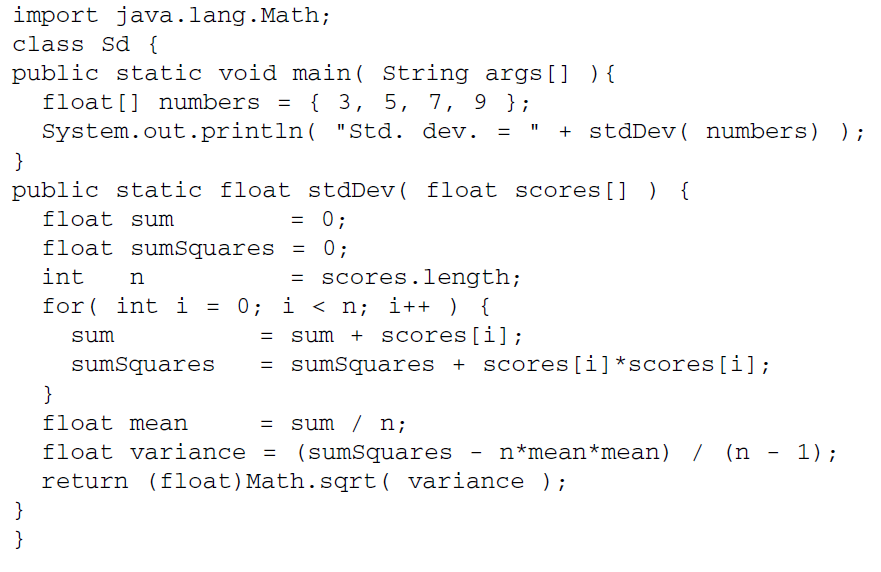 import java.lang.Math;
class Sd {
public static void main( String args[] ){
  float[] numbers = { 3, 5, 7, 9 };
  System.out.println( "Std. dev. = " + stdDev( numbers) );
}
public static float stdDev( float scores[] ) {
  float sum        = 0;
  float sumSquares = 0;
  int   n          = scores.length;
  for( int i = 0; i < n; i++ ) {
    sum          = sum + scores[i];
    sumSquares   = sumSquares + scores[i]*scores[i];
  }
  float mean     = sum / n;
  float variance = (sumSquares - n*mean*mean) / (n - 1);
  return (float)Math.sqrt( variance );
}
}